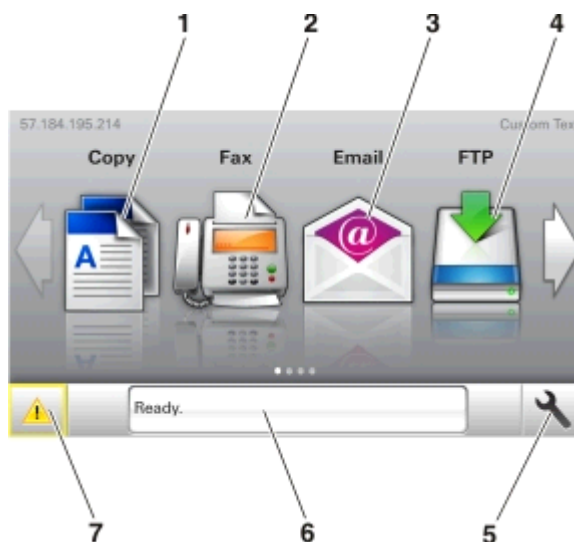 1 2 3 4
57.184.195.214 Custom Tex
Copy Fax Email FTP
A
@
!
Ready.
7 6 5